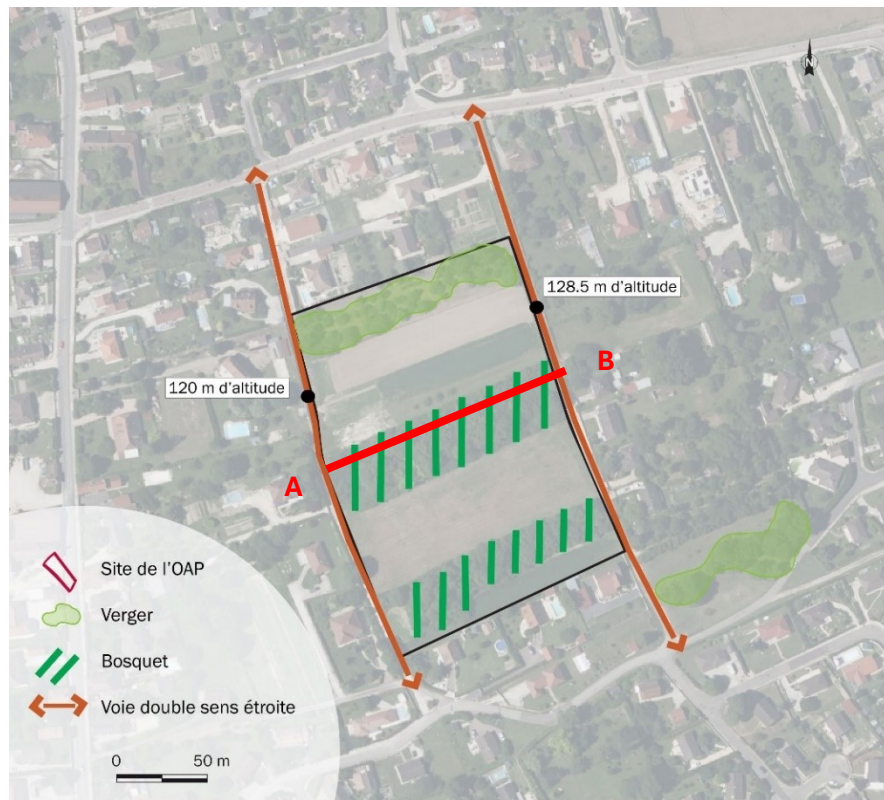 N
128.5 m d'altitude
B
120 m d'altitude
A
Site de l'OAP
Verger
Bosquet
Voie double sens étroite
0 50 m